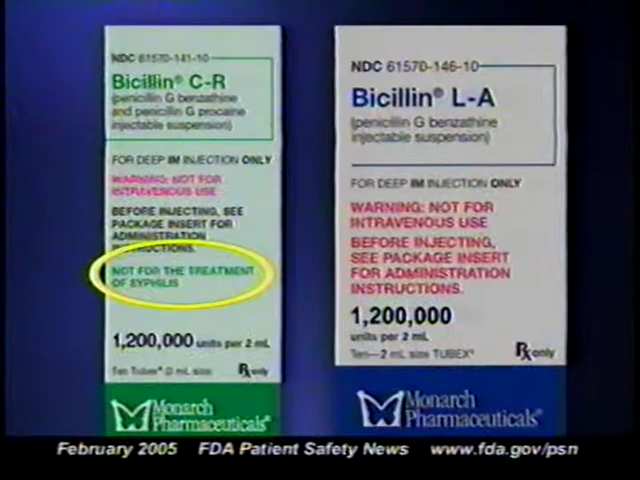 NDC 61570-141-10
Bicillin® C-R
(penicillin G benzathine
and penicillin G procaine
injectable suspension)
FOR DEEP IM INJECTION ONLY
WARNING: NOT FOR
INTRAVENOUS USE
BEFORE INJECTING, SEE
PACKAGE INSERT FOR
ADMINISTRATION
INSTRUCTIONS.
NOT FOR THE TREATMENT
OF SYPHILIS
1,200,000 units per 2 mL
Ten Tubex® (2 mL size)
Rx only
Monarch
Pharmaceuticals®
NDC 61570-146-10
Bicillin® L-A
(penicillin G benzathine
injectable suspension)
FOR DEEP IM INJECTION ONLY
WARNING: NOT FOR
INTRAVENOUS USE
BEFORE INJECTING,
SEE PACKAGE INSERT
FOR ADMINISTRATION
INSTRUCTIONS.
1,200,000
units per 2 mL
Ten—2 mL size TUBEX®
Rx only
Monarch
Pharmaceuticals®
February 2005 FDA Patient Safety News www.fda.gov/psn